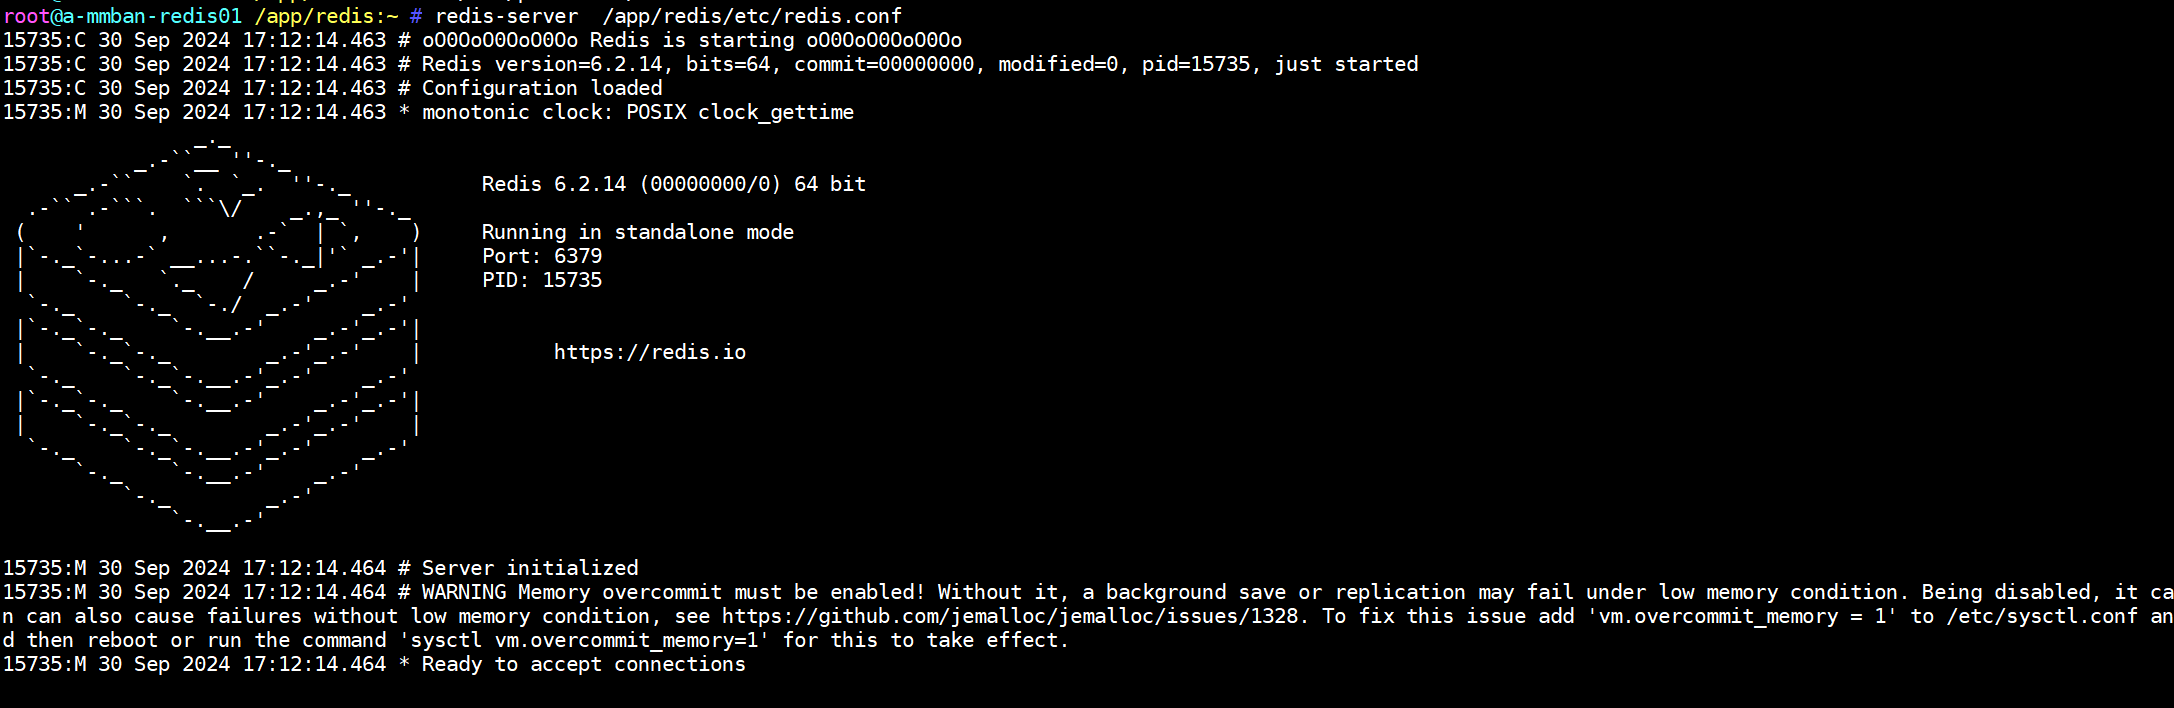 root@a-mmban-redis01 /app/redis:~ # redis-server  /app/redis/etc/redis.conf
15735:C 30 Sep 2024 17:12:14.463 # oO0OoO0OoO0Oo Redis is starting oO0OoO0OoO0Oo
15735:C 30 Sep 2024 17:12:14.463 # Redis version=6.2.14, bits=64, commit=00000000, modified=0, pid=15735, just started
15735:C 30 Sep 2024 17:12:14.463 # Configuration loaded
15735:M 30 Sep 2024 17:12:14.463 * monotonic clock: POSIX clock_gettime
Redis 6.2.14 (00000000/0) 64 bit
Running in standalone mode
Port: 6379
PID: 15735
https://redis.io
15735:M 30 Sep 2024 17:12:14.464 # Server initialized
15735:M 30 Sep 2024 17:12:14.464 # WARNING Memory overcommit must be enabled! Without it, a background save or replication may fail under low memory condition. Being disabled, it ca
n can also cause failures without low memory condition, see https://github.com/jemalloc/jemalloc/issues/1328. To fix this issue add 'vm.overcommit_memory = 1' to /etc/sysctl.conf an
d then reboot or run the command 'sysctl vm.overcommit_memory=1' for this to take effect.
15735:M 30 Sep 2024 17:12:14.464 * Ready to accept connections